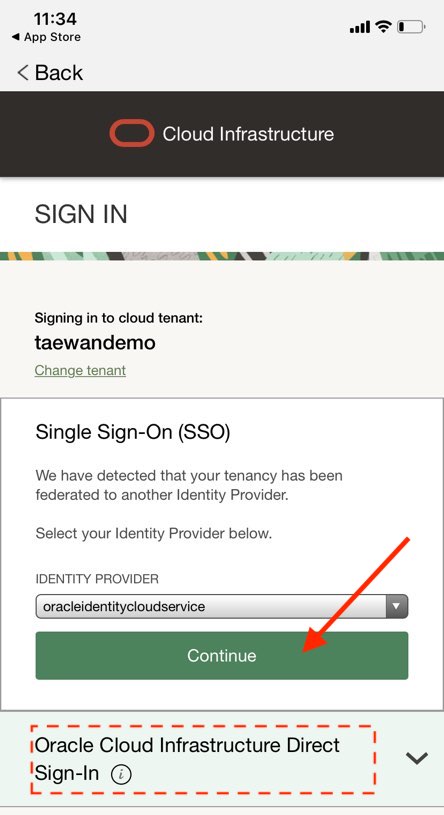 11:34
App Store
Back
Cloud Infrastructure
SIGN IN
Signing in to cloud tenant:
taewandemo
Change tenant
Single Sign-On (SSO)
We have detected that your tenancy has been
federated to another Identity Provider.
Select your Identity Provider below.
IDENTITY PROVIDER
oracleidentitycloudservice
Continue
Oracle Cloud Infrastructure Direct
Sign-In i